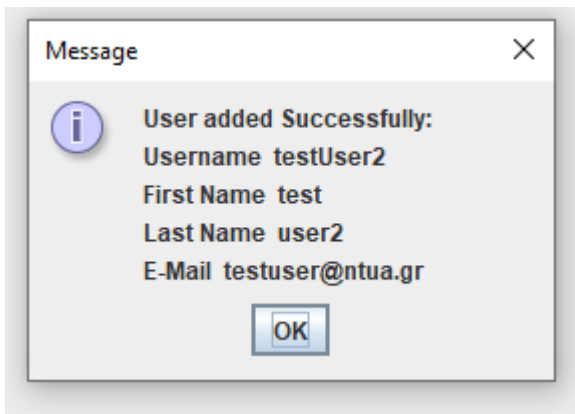 Message
User added Successfully:
Username testUser2
First Name test
Last Name user2
E-Mail testuser@ntua.gr
OK